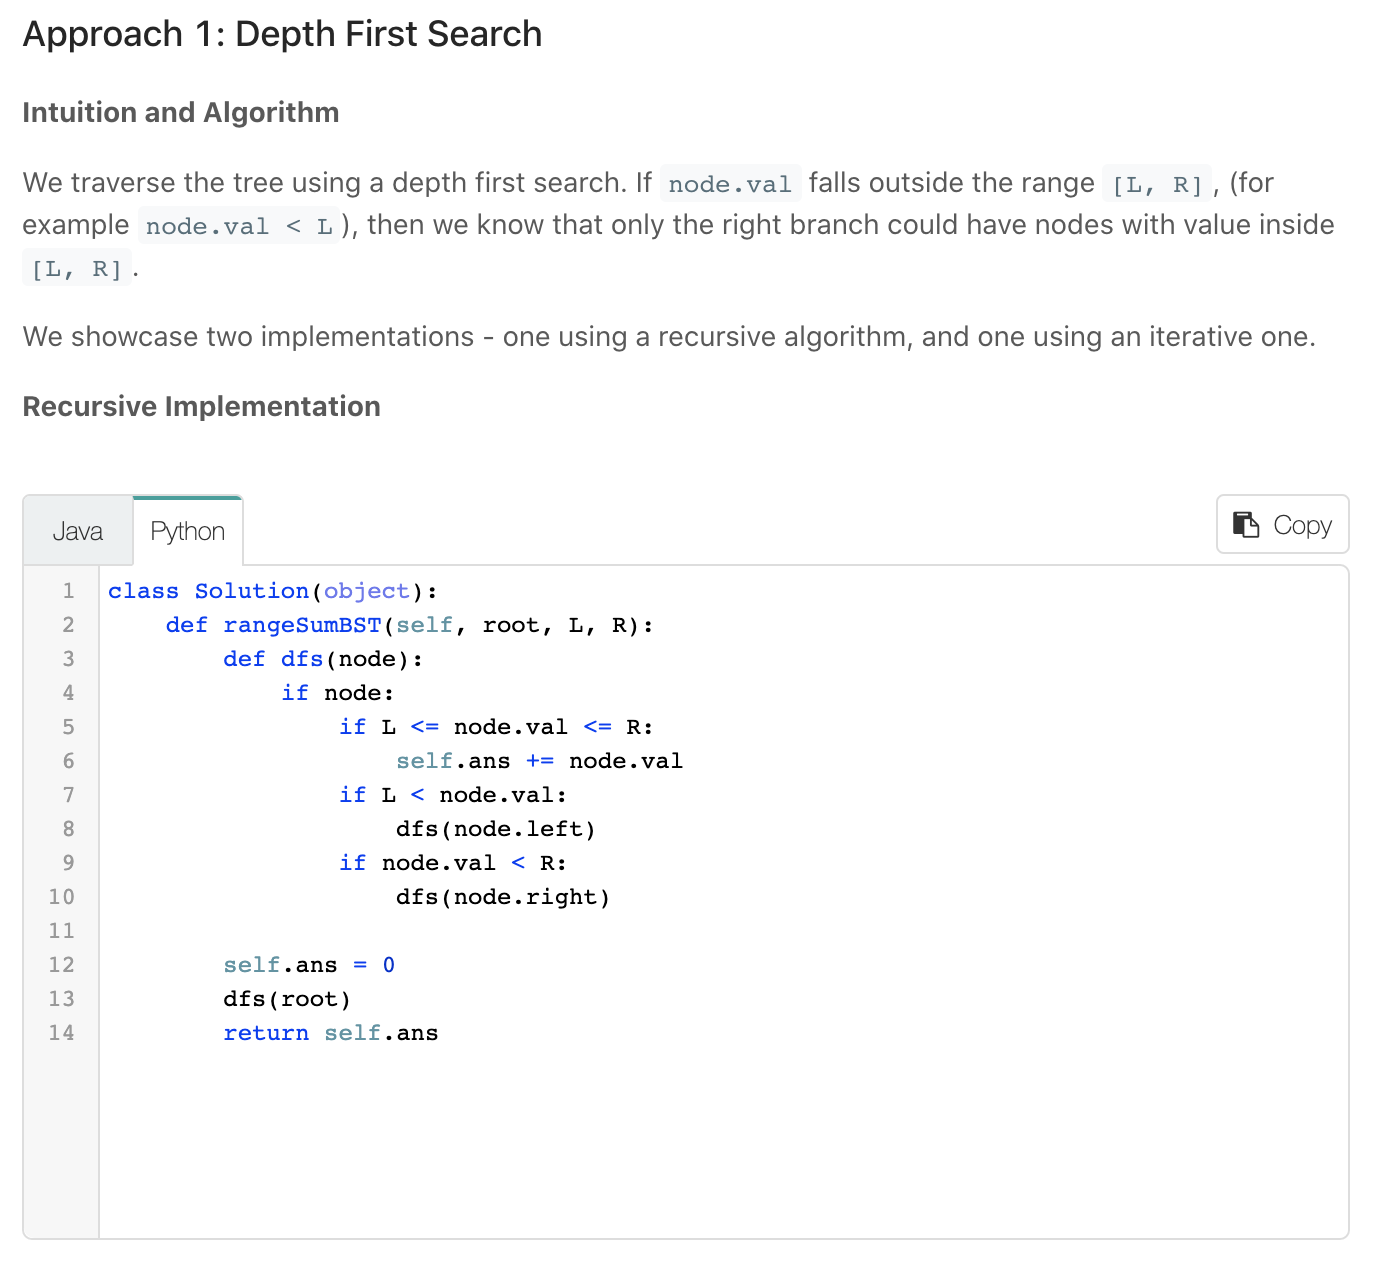 Approach 1: Depth First Search
Intuition and Algorithm
We traverse the tree using a depth first search. If node.val falls outside the range [L, R], (for
example node.val < L), then we know that only the right branch could have nodes with value inside
[L, R].
We showcase two implementations - one using a recursive algorithm, and one using an iterative one.
Recursive Implementation
Java Python Copy
1 class Solution(object):
2     def rangeSumBST(self, root, L, R):
3         def dfs(node):
4             if node:
5                 if L <= node.val <= R:
6                     self.ans += node.val
7                 if L < node.val:
8                     dfs(node.left)
9                 if node.val < R:
10                     dfs(node.right)
11
12         self.ans = 0
13         dfs(root)
14         return self.ans